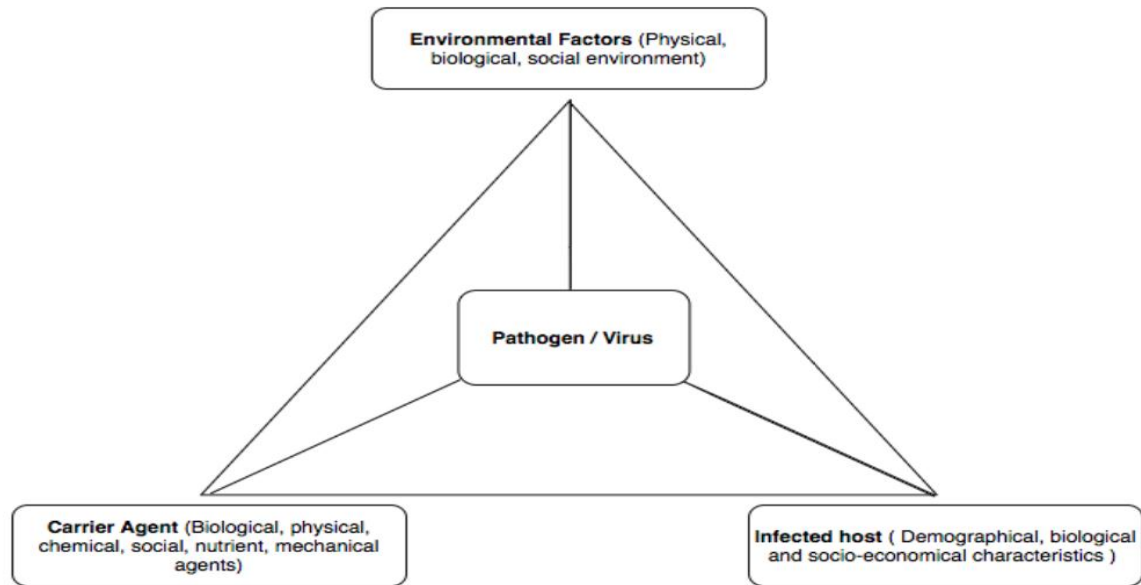 Environmental Factors (Physical,
biological, social environment)
Pathogen / Virus
Carrier Agent (Biological, physical,
chemical, social, nutrient, mechanical
agents)
Infected host ( Demographical, biological
and socio-economical characteristics )